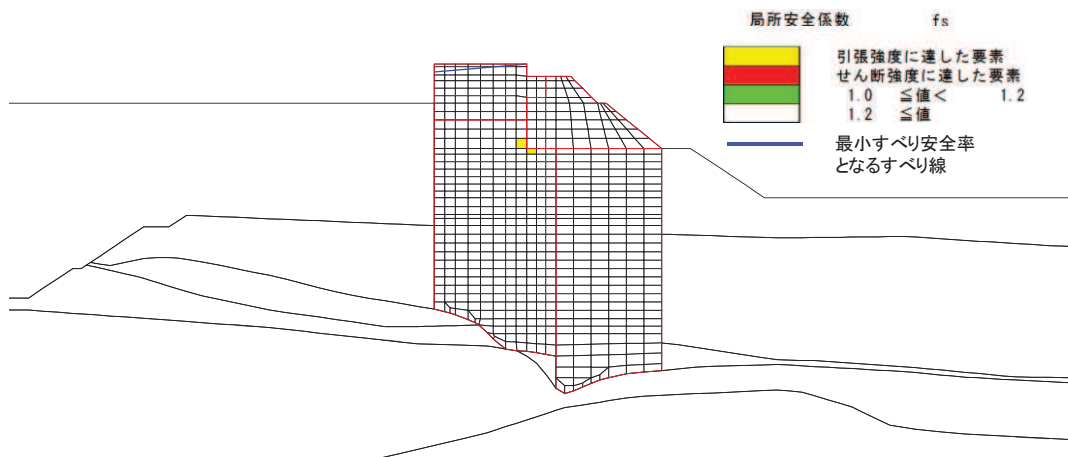 局所安全係数 fs
引張強度に達した要素
せん断強度に達した要素
1.0 ≦値< 1.2
1.2 ≦値
最小すべり安全率
となるすべり線